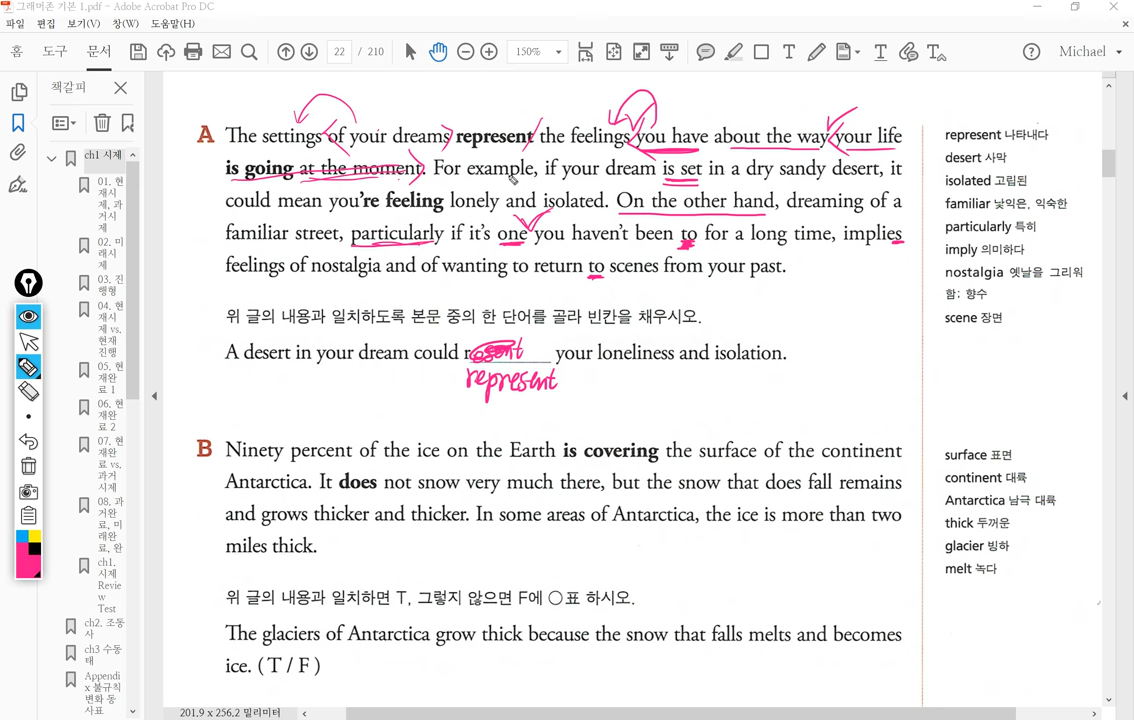 그래머존 기본 1.pdf - Adobe Acrobat Pro DC
파일 편집 보기(V) 창(W) 도움말(H)
홈 도구 문서 22 / 210 150% Michael
책갈피
ch1 시제
01. 현재시제, 과거시제
02. 미래시제
03. 진행형
04. 현재시제 vs. 현재진행
05. 현재완료 1
06. 현재완료 2
07. 현재완료 vs. 과거시제
08. 과거완료, 미래완료, 완
ch1. 시제 Review Test
ch2. 조동사
ch3 수동태
Appendix 불규칙 변화 동사표
A The settings of your dreams represent the feelings you have about the way your life
is going at the moment. For example, if your dream is set in a dry sandy desert, it
could mean you're feeling lonely and isolated. On the other hand, dreaming of a
familiar street, particularly if it's one you haven't been to for a long time, implies
feelings of nostalgia and of wanting to return to scenes from your past.
위 글의 내용과 일치하도록 본문 중의 한 단어를 골라 빈칸을 채우시오.
A desert in your dream could r________ your loneliness and isolation.
represent
B Ninety percent of the ice on the Earth is covering the surface of the continent
Antarctica. It does not snow very much there, but the snow that does fall remains
and grows thicker and thicker. In some areas of Antarctica, the ice is more than two
miles thick.
위 글의 내용과 일치하면 T, 그렇지 않으면 F에 ○표 하시오.
The glaciers of Antarctica grow thick because the snow that falls melts and becomes
ice. ( T / F )
represent 나타내다
desert 사막
isolated 고립된
familiar 낯익은, 익숙한
particularly 특히
imply 의미하다
nostalgia 옛날을 그리워
함; 향수
scene 장면
surface 표면
continent 대륙
Antarctica 남극 대륙
thick 두꺼운
glacier 빙하
melt 녹다
201.9 x 256.2 밀리미터